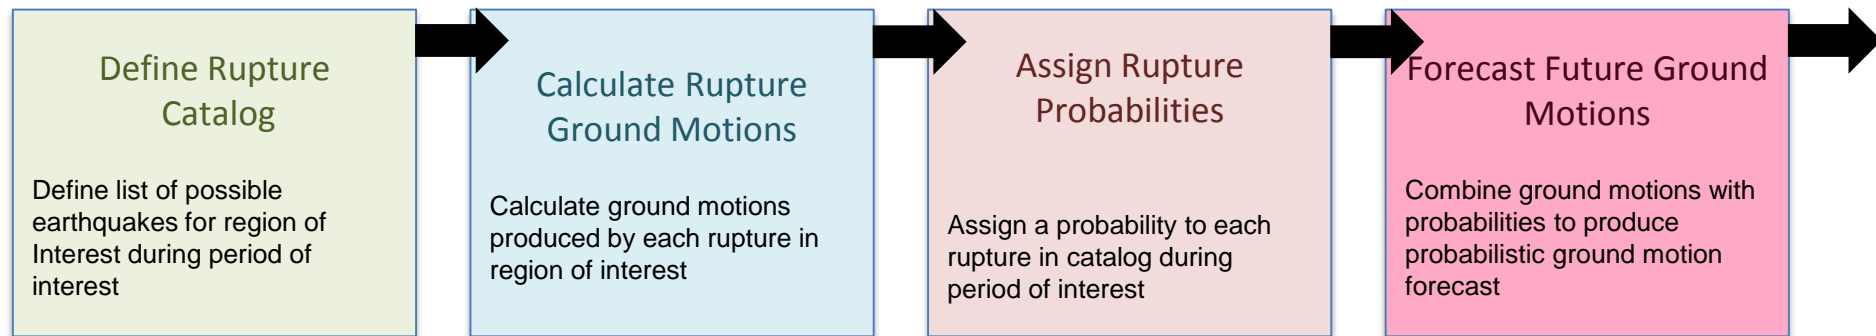 Define Rupture
Catalog
Define list of possible
earthquakes for region of
Interest during period of
interest
Calculate Rupture
Ground Motions
Calculate ground motions
produced by each rupture in
region of interest
Assign Rupture
Probabilities
Assign a probability to each
rupture in catalog during
period of interest
Forecast Future Ground
Motions
Combine ground motions with
probabilities to produce
probabilistic ground motion
forecast